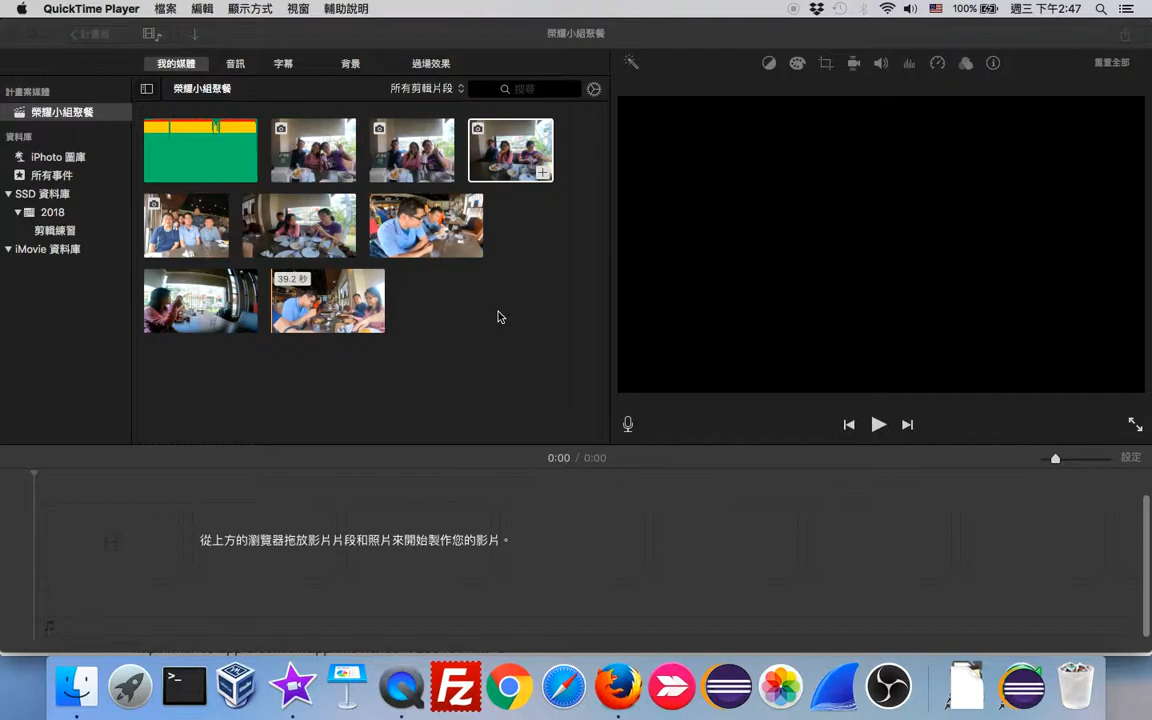 QuickTime Player 檔案 編輯 顯示方式 視窗 輔助說明 100% 週三 下午2:47
計畫案 榮耀小組聚餐
我的媒體 音訊 字幕 背景 過場效果 重置全部
計畫案媒體 榮耀小組聚餐 所有剪輯片段 搜尋
榮耀小組聚餐
資料庫
iPhoto 圖庫
所有事件
SSD 資料庫
2018
剪輯練習
iMovie 資料庫
39.2 秒
0:00 / 0:00 設定
從上方的瀏覽器拖放影片片段和照片來開始製作您的影片。
>_
Fz